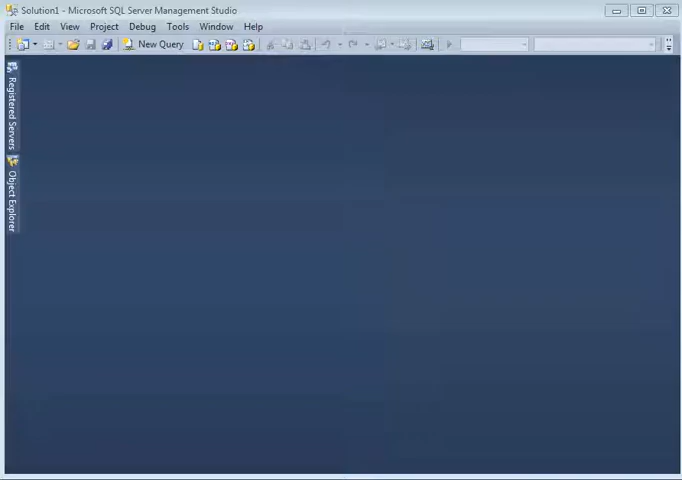 Solution1 - Microsoft SQL Server Management Studio
File Edit View Project Debug Tools Window Help
New Query
Registered Servers
Object Explorer